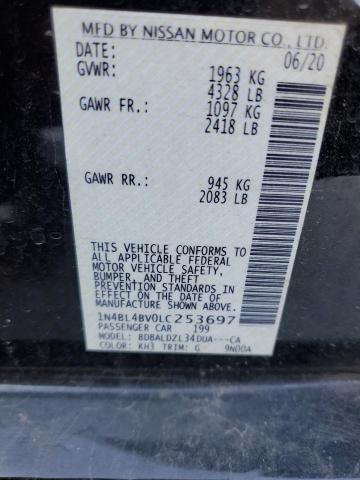 MFD BY NISSAN MOTOR CO., LTD.
DATE: 06/20
GVWR: 1963 KG
4328 LB
GAWR FR.: 1097 KG
2418 LB
GAWR RR.: 945 KG
2083 LB
THIS VEHICLE CONFORMS TO
ALL APPLICABLE FEDERAL
MOTOR VEHICLE SAFETY,
BUMPER, AND THEFT
PREVENTION STANDARDS IN
EFFECT ON THE DATE OF
MANUFACTURE SHOWN ABOVE.
1N4BL4BV0LC253697
PASSENGER CAR 199
MODEL: BDBALDZL34DUA---CA
COLOR: KH3 TRIM: G 9N00A